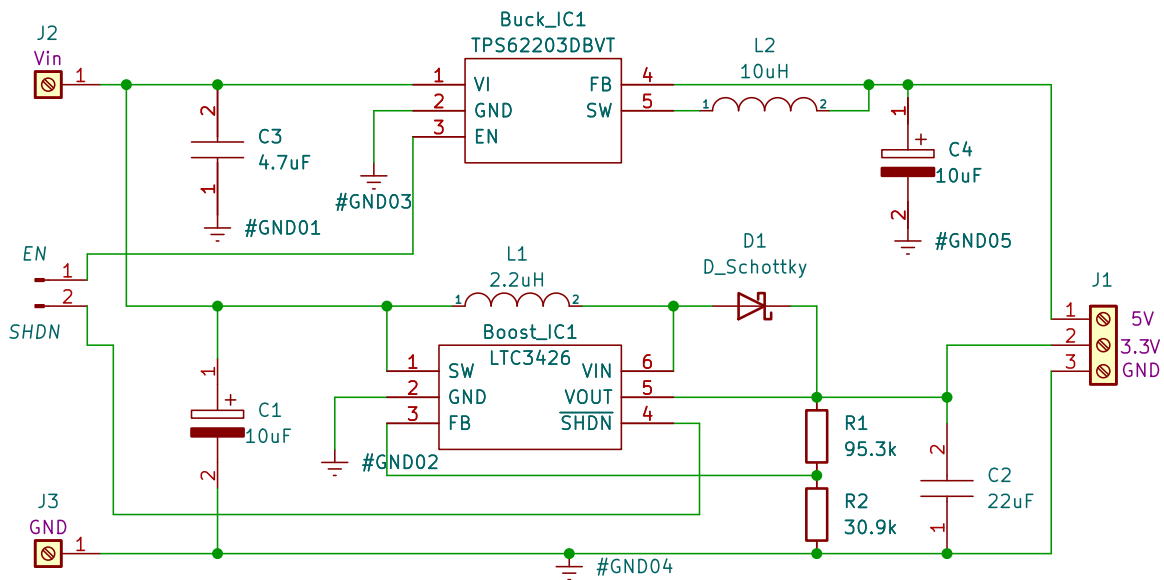 J2
Vin
1
Buck_IC1
TPS62203DBVT
1 VI
2 GND
3 EN
FB 4
SW 5
L2
10uH
1 2
2
C3
4.7uF
1
#GND01
#GND03
1
+
C4
10uF
2
#GND05
EN
1
2
SHDN
L1
2.2uH
1 2
D1
D_Schottky
J1
1 5V
2 3.3V
3 GND
Boost_IC1
LTC3426
1 SW
2 GND
3 FB
VIN 6
VOUT 5
SHDN 4
#GND02
1
+
C1
10uF
2
R1
95.3k
R2
30.9k
2
C2
22uF
1
J3
GND
1
#GND04